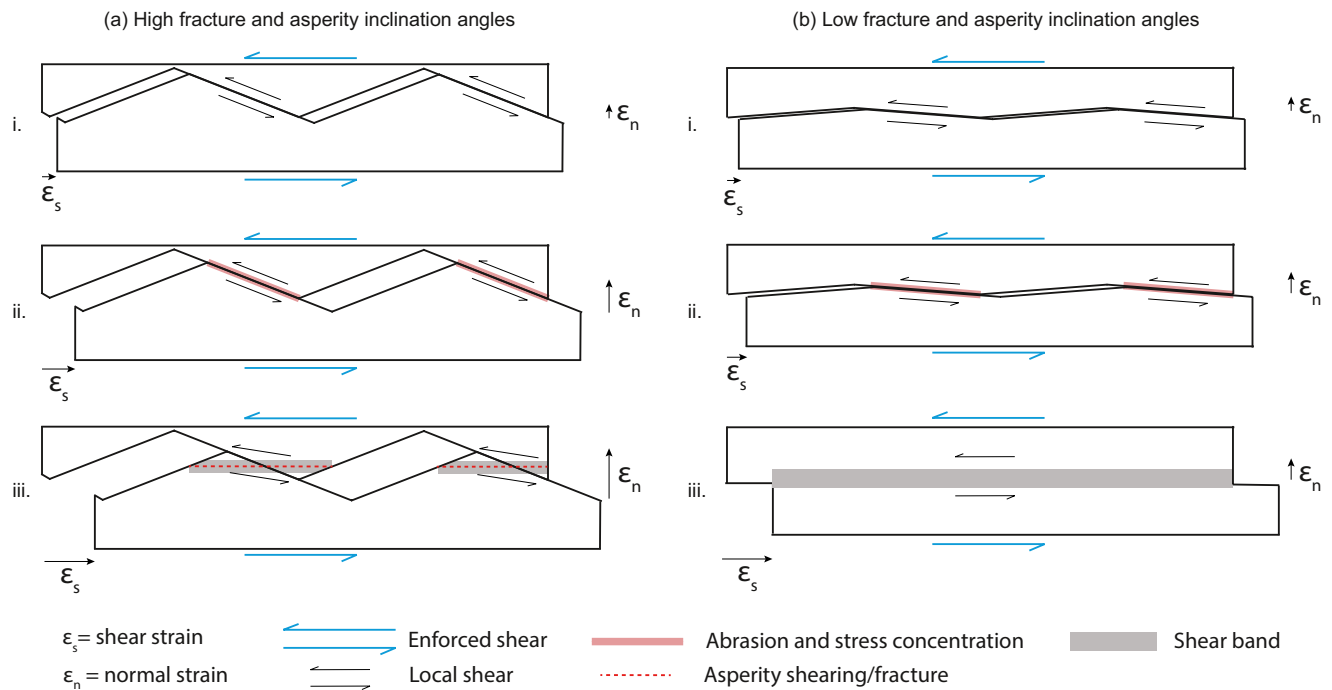 (a) High fracture and asperity inclination angles
(b) Low fracture and asperity inclination angles
i.
εn
εs
i.
εn
εs
ii.
εn
εs
ii.
εn
εs
iii.
εn
εs
iii.
εn
εs
εs = shear strain
Enforced shear
Abrasion and stress concentration
Shear band
εn = normal strain
Local shear
Asperity shearing/fracture